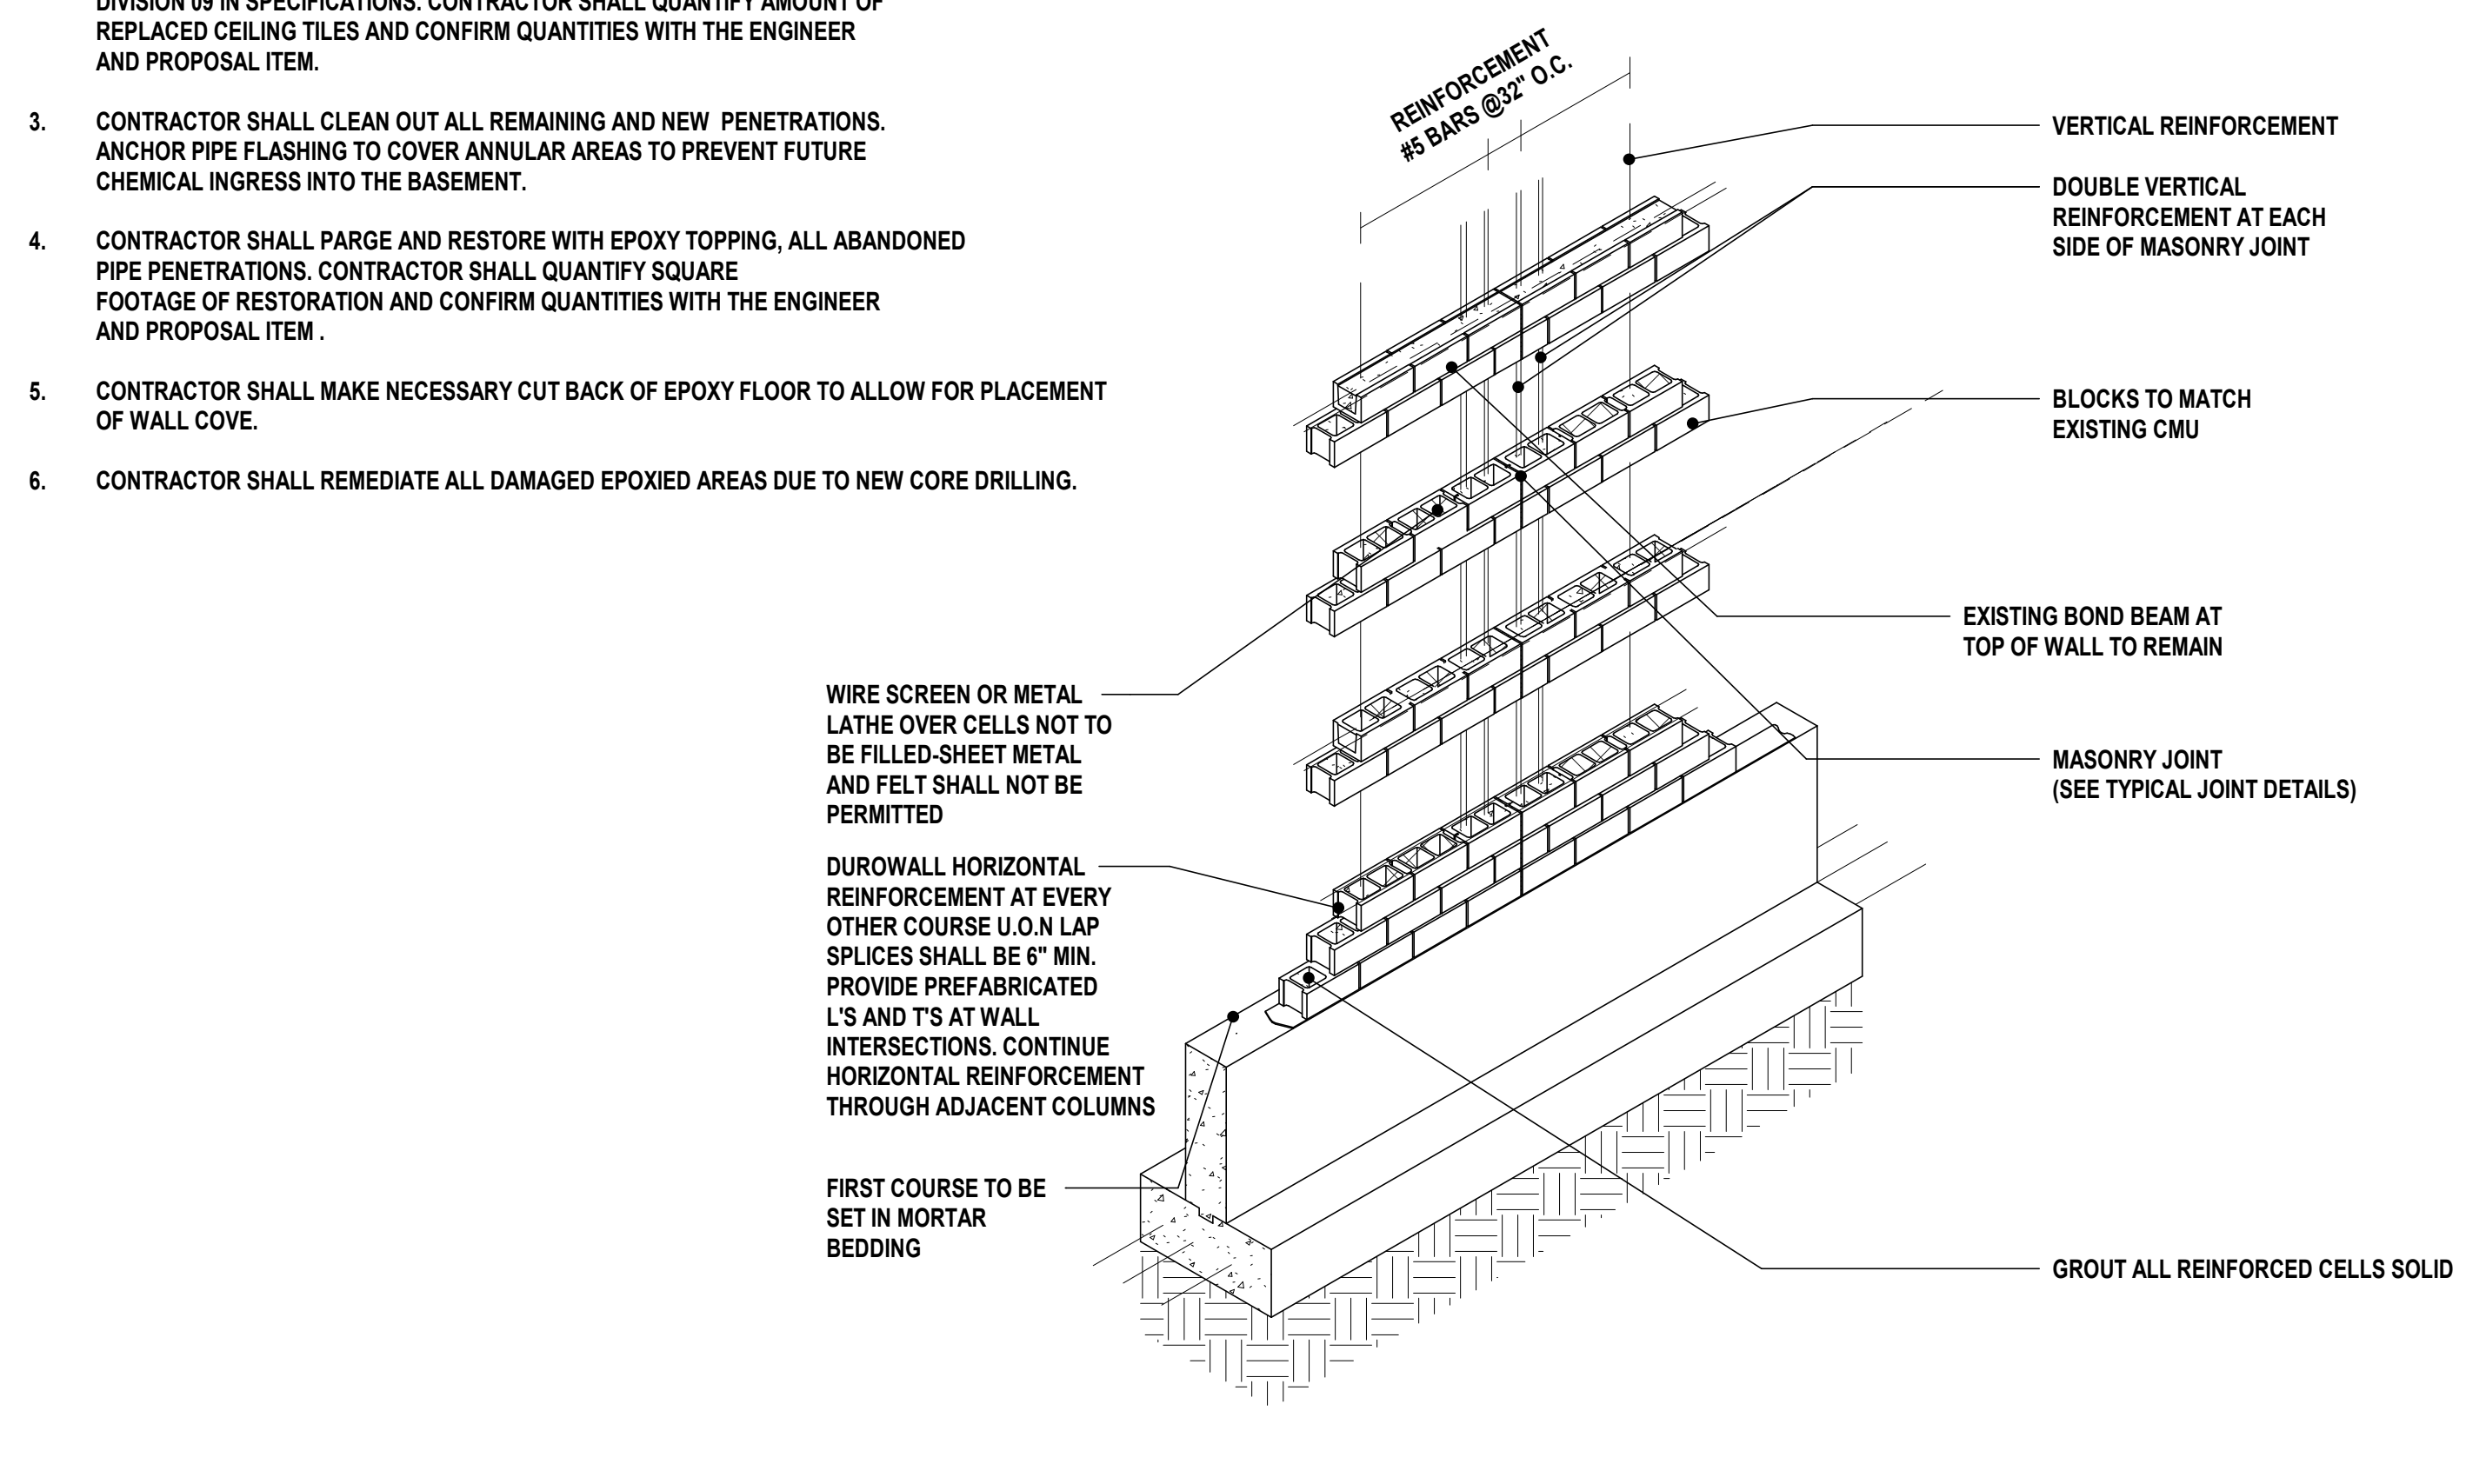 DIVISION 09 IN SPECIFICATIONS. CONTRACTOR SHALL QUANTIFY AMOUNT OF
REPLACED CEILING TILES AND CONFIRM QUANTITIES WITH THE ENGINEER
AND PROPOSAL ITEM.
3. CONTRACTOR SHALL CLEAN OUT ALL REMAINING AND NEW PENETRATIONS.
ANCHOR PIPE FLASHING TO COVER ANNULAR AREAS TO PREVENT FUTURE
CHEMICAL INGRESS INTO THE BASEMENT.
4. CONTRACTOR SHALL PARGE AND RESTORE WITH EPOXY TOPPING, ALL ABANDONED
PIPE PENETRATIONS. CONTRACTOR SHALL QUANTIFY SQUARE
FOOTAGE OF RESTORATION AND CONFIRM QUANTITIES WITH THE ENGINEER
AND PROPOSAL ITEM .
5. CONTRACTOR SHALL MAKE NECESSARY CUT BACK OF EPOXY FLOOR TO ALLOW FOR PLACEMENT
OF WALL COVE.
6. CONTRACTOR SHALL REMEDIATE ALL DAMAGED EPOXIED AREAS DUE TO NEW CORE DRILLING.
REINFORCEMENT
#5 BARS @32" O.C.
VERTICAL REINFORCEMENT
DOUBLE VERTICAL
REINFORCEMENT AT EACH
SIDE OF MASONRY JOINT
BLOCKS TO MATCH
EXISTING CMU
EXISTING BOND BEAM AT
TOP OF WALL TO REMAIN
MASONRY JOINT
(SEE TYPICAL JOINT DETAILS)
GROUT ALL REINFORCED CELLS SOLID
WIRE SCREEN OR METAL
LATHE OVER CELLS NOT TO
BE FILLED-SHEET METAL
AND FELT SHALL NOT BE
PERMITTED
DUROWALL HORIZONTAL
REINFORCEMENT AT EVERY
OTHER COURSE U.O.N LAP
SPLICES SHALL BE 6" MIN.
PROVIDE PREFABRICATED
L'S AND T'S AT WALL
INTERSECTIONS. CONTINUE
HORIZONTAL REINFORCEMENT
THROUGH ADJACENT COLUMNS
FIRST COURSE TO BE
SET IN MORTAR
BEDDING